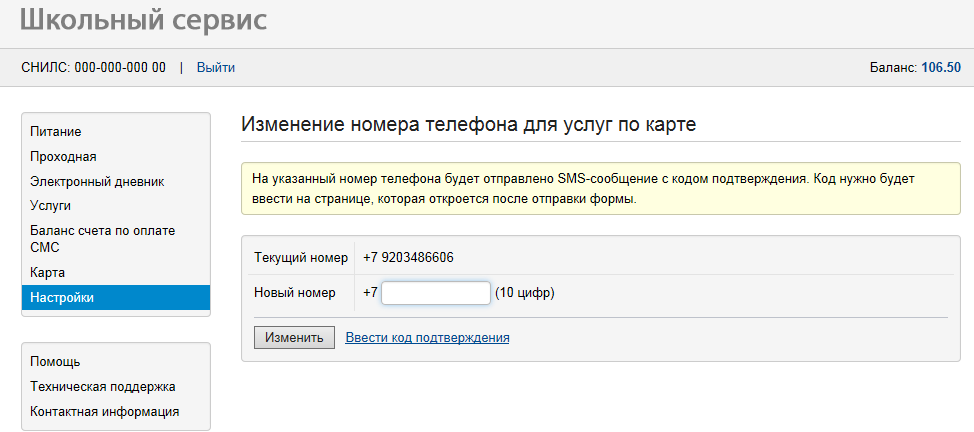 Школьный сервис
СНИЛС: 000-000-000 00 | Выйти
Баланс: 106.50
Питание
Проходная
Электронный дневник
Услуги
Баланс счета по оплате
СМС
Карта
Настройки
Помощь
Техническая поддержка
Контактная информация
Изменение номера телефона для услуг по карте
На указанный номер телефона будет отправлено SMS-сообщение с кодом подтверждения. Код нужно будет
ввести на странице, которая откроется после отправки формы.
Текущий номер +7 9203486606
Новый номер +7 (10 цифр)
Изменить Ввести код подтверждения